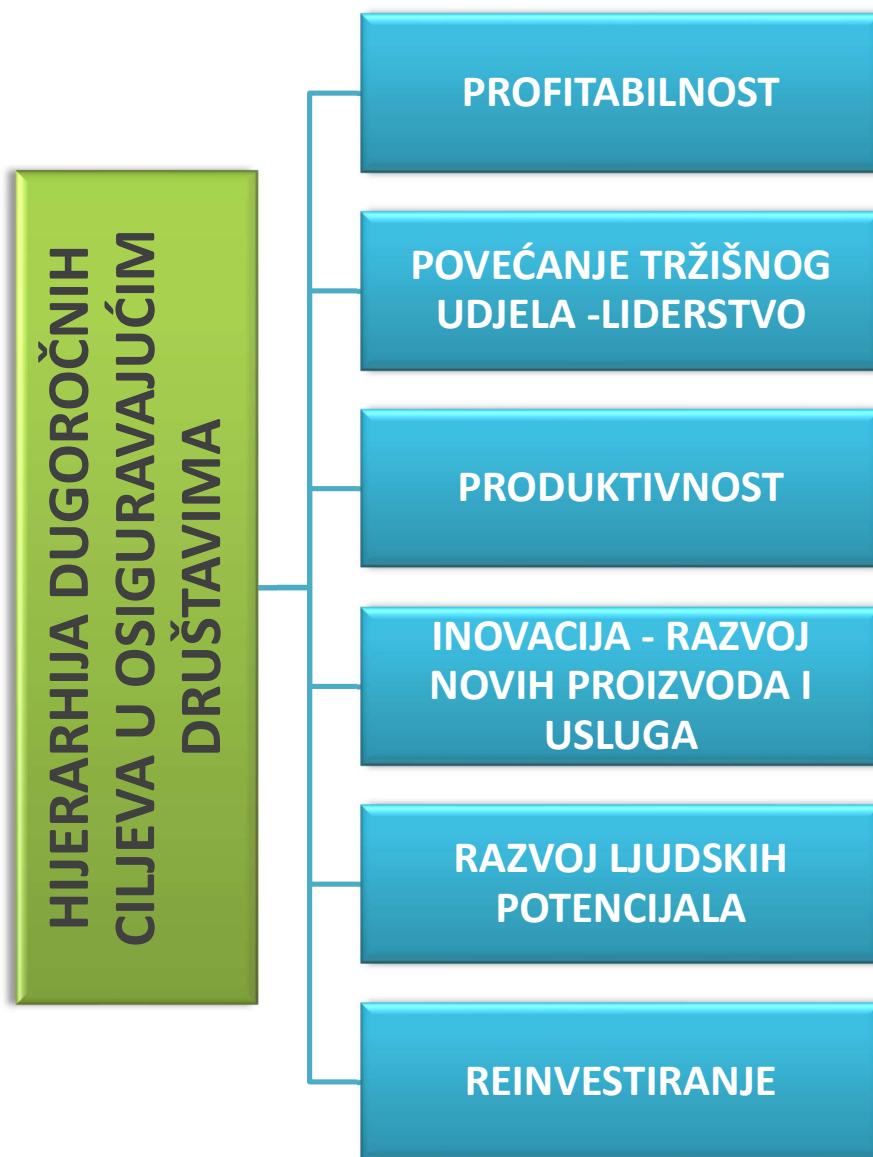 HIJERARHIJA DUGOROČNIH
CILJEVA U OSIGURAVAJUĆIM
DRUŠTAVIMA
PROFITABILNOST
POVEĆANJE TRŽIŠNOG
UDJELA -LIDERSTVO
PRODUKTIVNOST
INOVACIJA - RAZVOJ
NOVIH PROIZVODA I
USLUGA
RAZVOJ LJUDSKIH
POTENCIJALA
REINVESTIRANJE